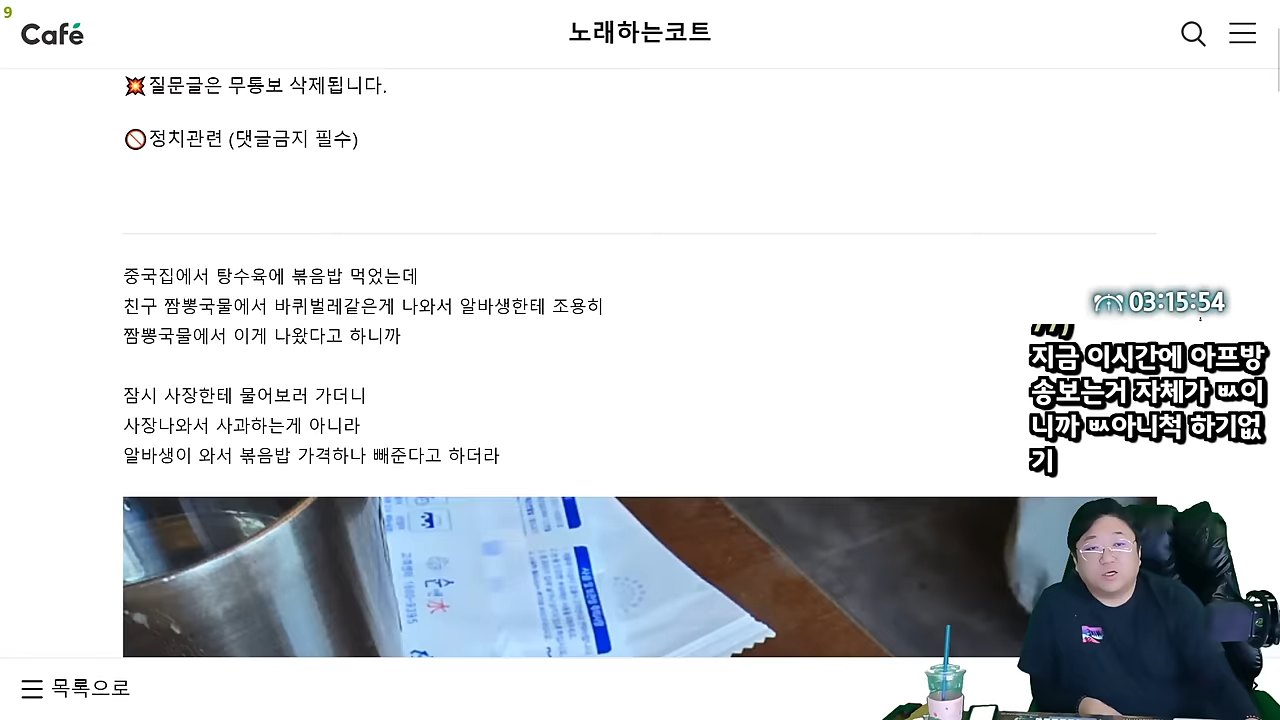 9
Café
노래하는코트
💥질문글은 무통보 삭제됩니다.
🚫정치관련 (댓글금지 필수)
중국집에서 탕수육에 볶음밥 먹었는데
친구 짬뽕국물에서 바퀴벌레같은게 나와서 알바생한테 조용히
짬뽕국물에서 이게 나왔다고 하니까
잠시 사장한테 물어보러 가더니
사장나와서 사과하는게 아니라
알바생이 와서 볶음밥 가격하나 빼준다고 하더라
03:15:54
지금 이시간에 아프방
송보는거 자체가 ㅄ이
니까 ㅄ아니척 하기없
기
목록으로